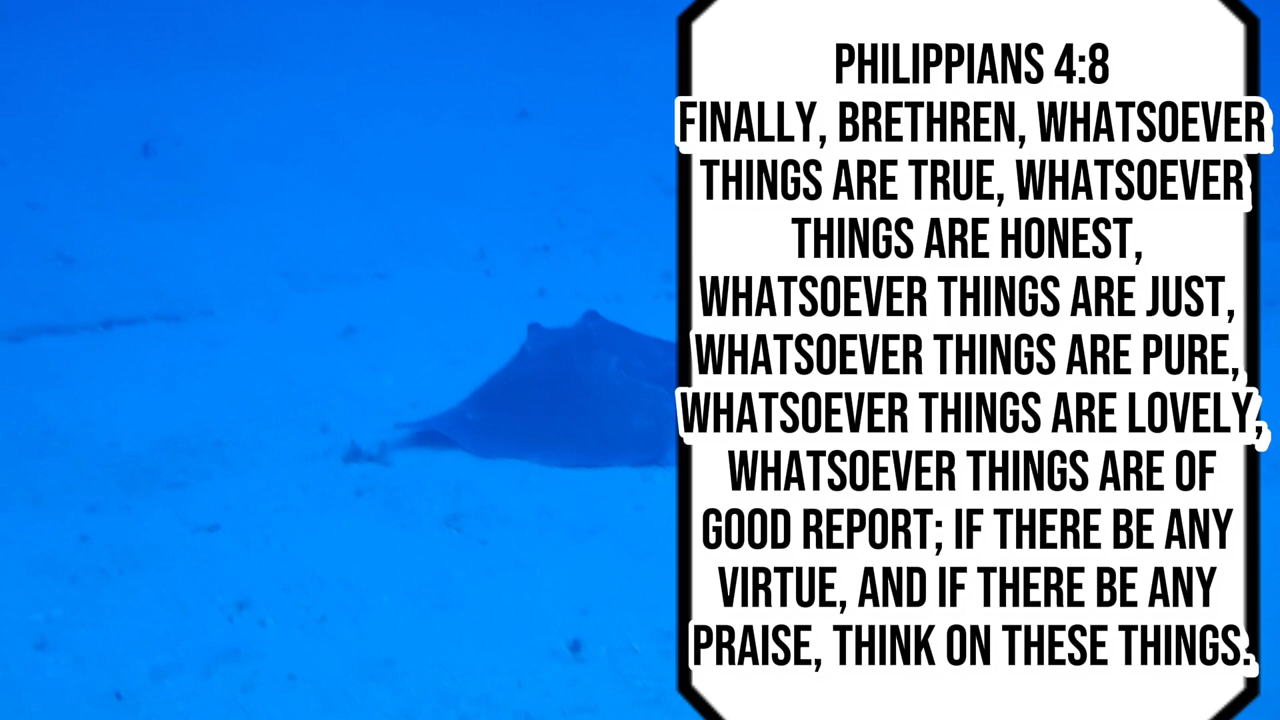 PHILIPPIANS 4:8
FINALLY, BRETHREN, WHATSOEVER
THINGS ARE TRUE, WHATSOEVER
THINGS ARE HONEST,
WHATSOEVER THINGS ARE JUST,
WHATSOEVER THINGS ARE PURE,
WHATSOEVER THINGS ARE LOVELY,
WHATSOEVER THINGS ARE OF
GOOD REPORT; IF THERE BE ANY
VIRTUE, AND IF THERE BE ANY
PRAISE, THINK ON THESE THINGS.